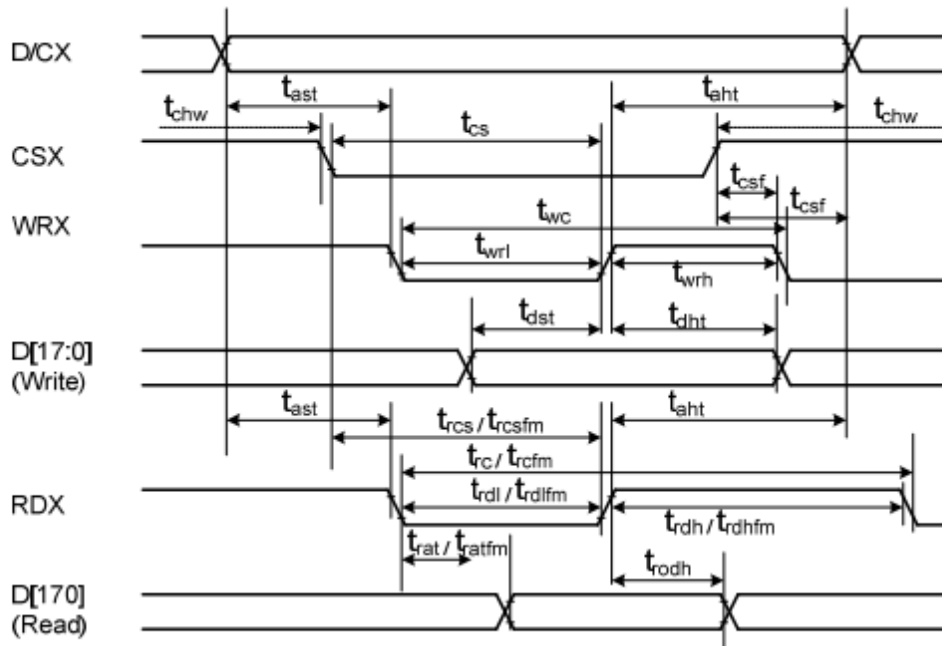 D/CX
tast
taht
tchw
tcs
tchw
CSX
tcsf
twc
tcsf
WRX
twrl
twrh
tdst
tdht
D[17:0]
(Write)
tast
trcs / trcsfm
taht
trc / trcfm
trdl / trdlfm
RDX
trdh / trdhfm
trat / tratfm
trodh
D[170]
(Read)